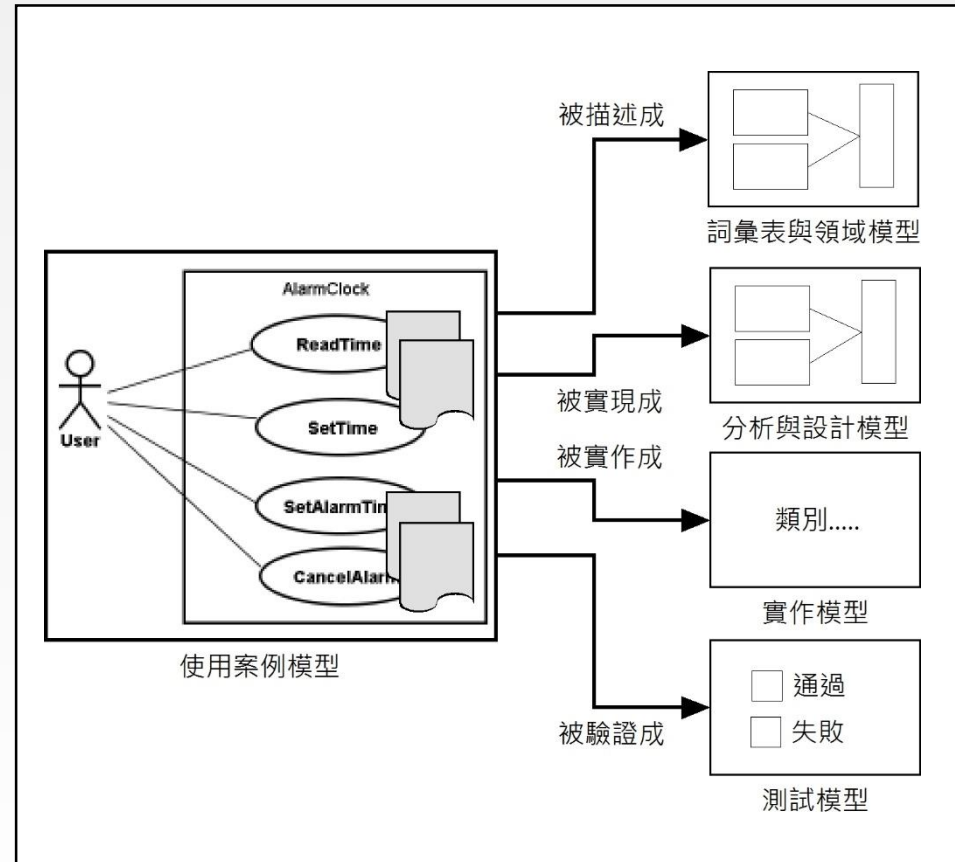 AlarmClock
ReadTime
SetTime
SetAlarmTim
CancelAlarm
User
使用案例模型
被描述成
詞彙表與領域模型
被實現成
分析與設計模型
被實作成
類別.....
實作模型
被驗證成
通過
失敗
測試模型